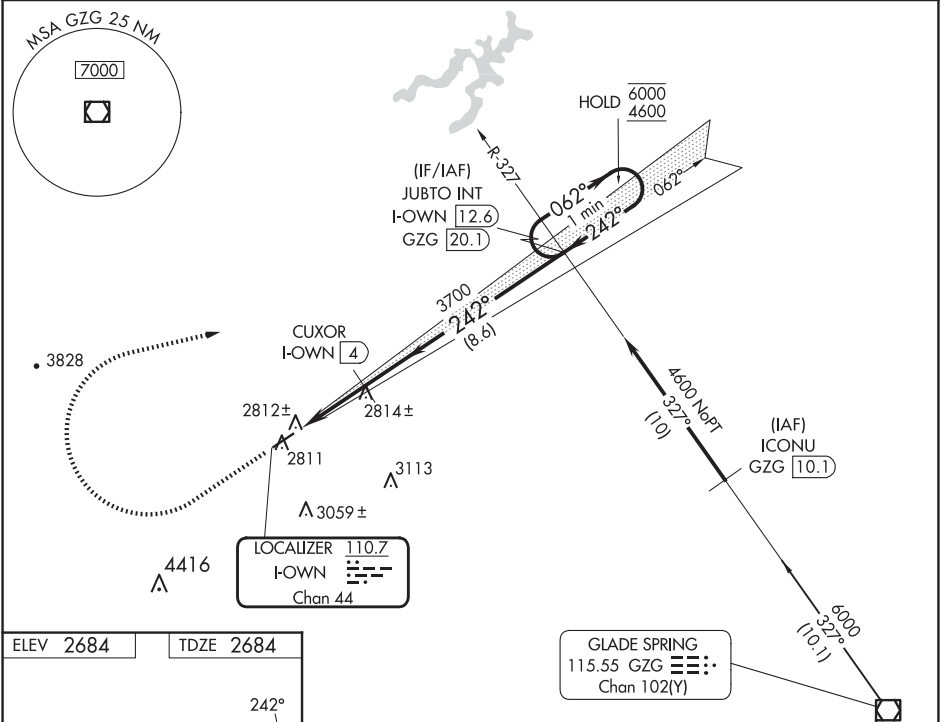 MSA GZG 25 NM
7000
HOLD 6000
4600
R-327
(IF/IAF)
JUBTO INT
I-OWN 12.6
GZG 20.1
062°
1 min
242°
062°
3700
242°
(8.6)
CUXOR
I-OWN 4
3828
2812±
2814±
2811
3113
3059±
4416
4600 NoPT
327°
(10)
(IAF)
ICONU
GZG 10.1
LOCALIZER 110.7
I-OWN
Chan 44
6000
327°
(10.1)
GLADE SPRING
115.55 GZG
Chan 102(Y)
ELEV 2684
TDZE 2684
242°